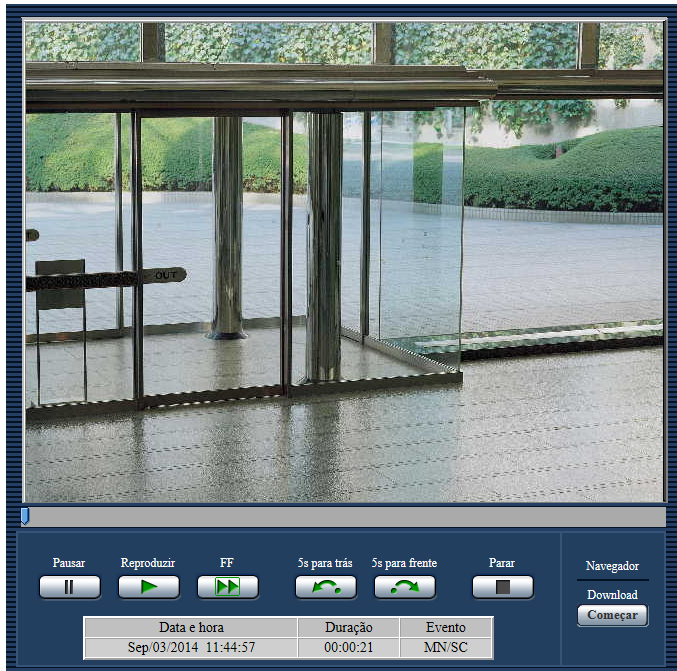 OUT
Pausar Reproduzir FF 5s para trás 5s para frente Parar
Navegador
Download
Começar
Data e hora Duração Evento
Sep/03/2014 11:44:57 00:00:21 MN/SC